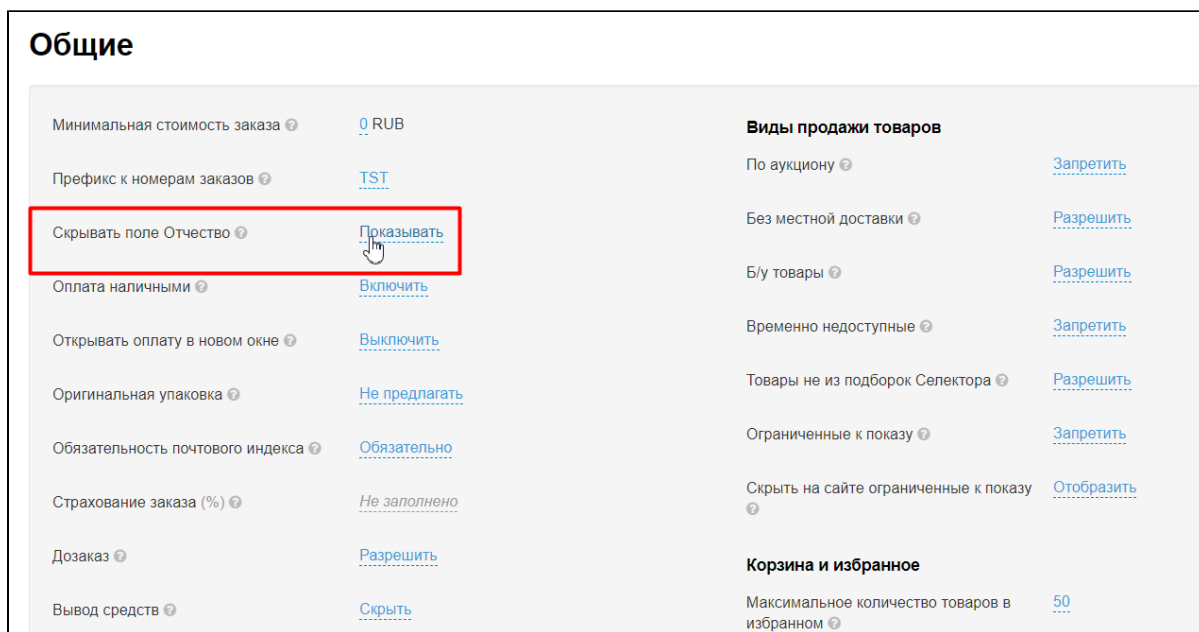 Общие
Минимальная стоимость заказа ? 0 RUB
Префикс к номерам заказов ? TST
Скрывать поле Отчество ? Показывать
Оплата наличными ? Включить
Открывать оплату в новом окне ? Выключить
Оригинальная упаковка ? Не предлагать
Обязательность почтового индекса ? Обязательно
Страхование заказа (%) ? Не заполнено
Дозаказ ? Разрешить
Вывод средств ? Скрыть
Виды продажи товаров
По аукциону ? Запретить
Без местной доставки ? Разрешить
Б/у товары ? Разрешить
Временно недоступные ? Запретить
Товары не из подборок Селектора ? Разрешить
Ограниченные к показу ? Запретить
Скрыть на сайте ограниченные к показу Отобразить
?
Корзина и избранное
Максимальное количество товаров в 50
избранном ?